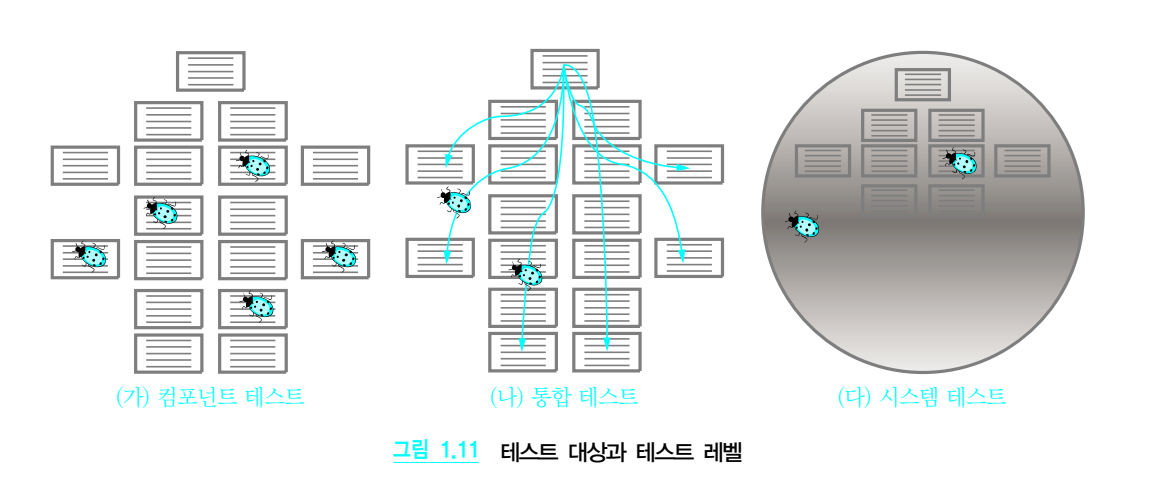 (가) 컴포넌트 테스트
(나) 통합 테스트
(다) 시스템 테스트
그림 1.11 테스트 대상과 테스트 레벨